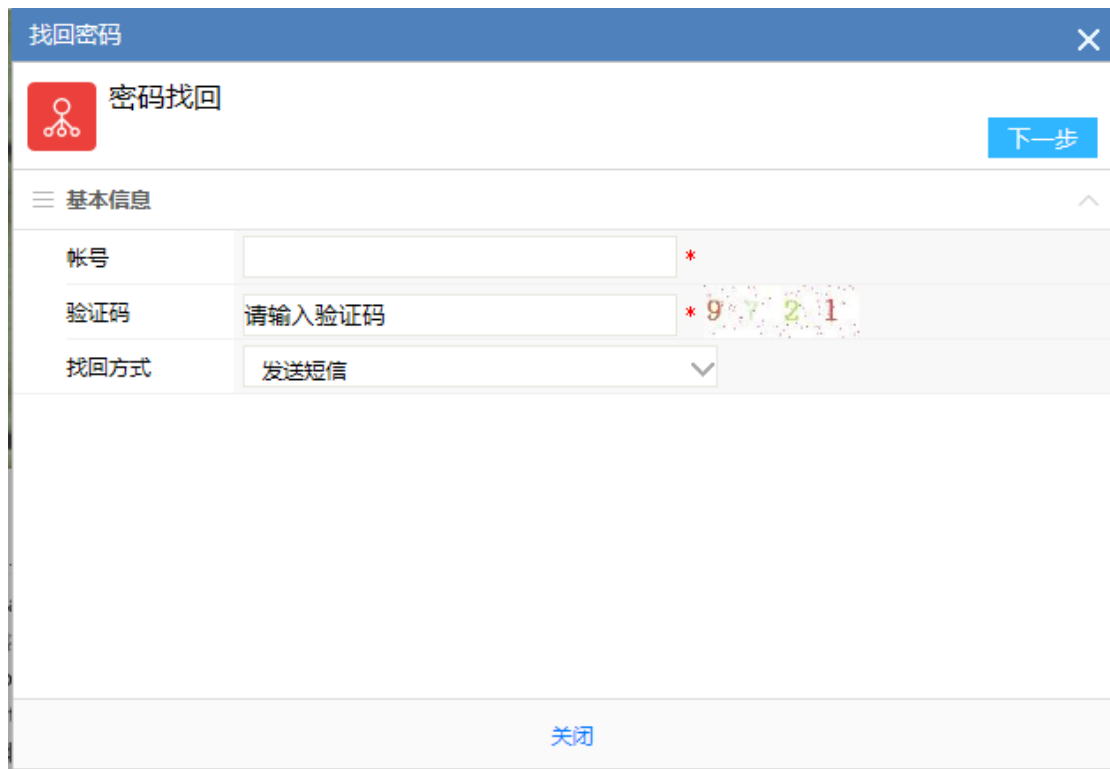 找回密码
密码找回
下一步
基本信息
帐号 *
验证码 请输入验证码 * 9 7 2 1
找回方式 发送短信
关闭